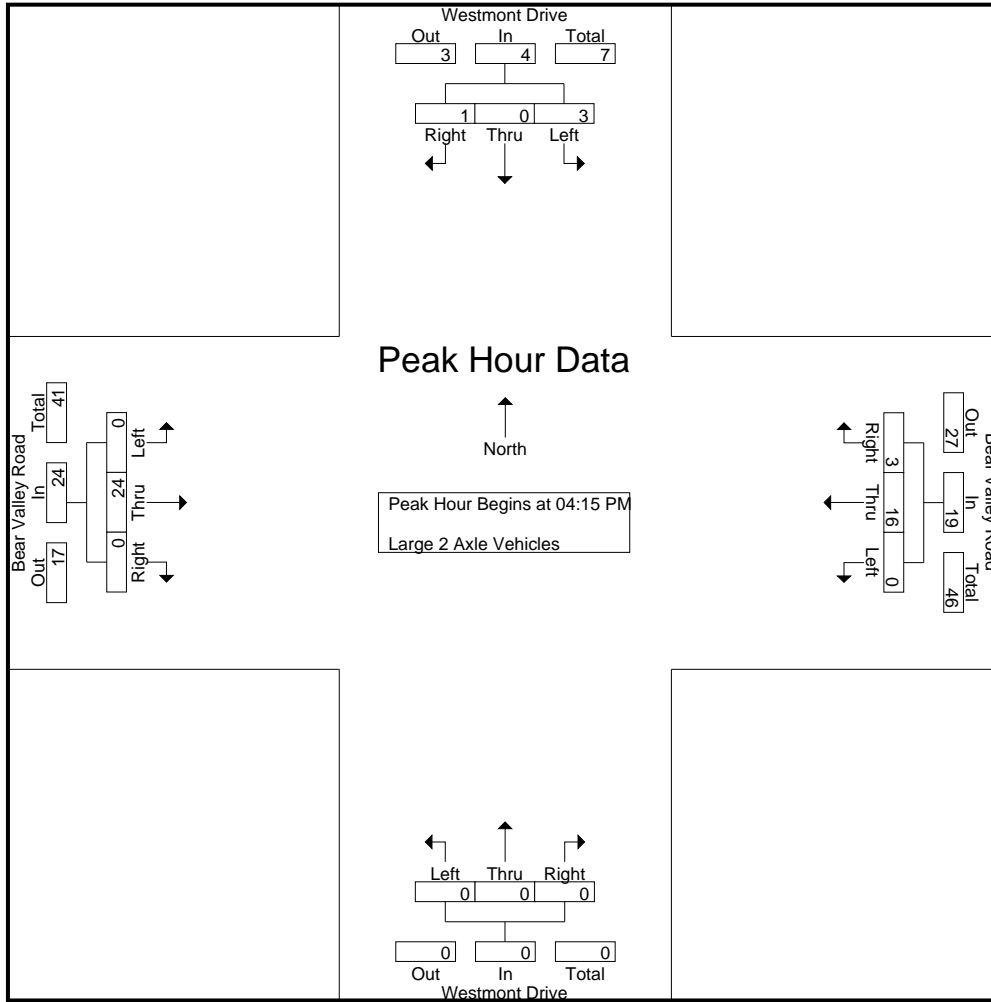 Westmont Drive
Out In Total
3 4 7
1 0 3
Right Thru Left
Peak Hour Data
North
Peak Hour Begins at 04:15 PM
Large 2 Axle Vehicles
Bear Valley Road
Out In Total
17 24 41
Left Thru Right
0 24 0
Bear Valley Road
Out In Total
27 19 46
Right Thru Left
3 16 0
Left Thru Right
0 0 0
0 0 0
Out In Total
Westmont Drive